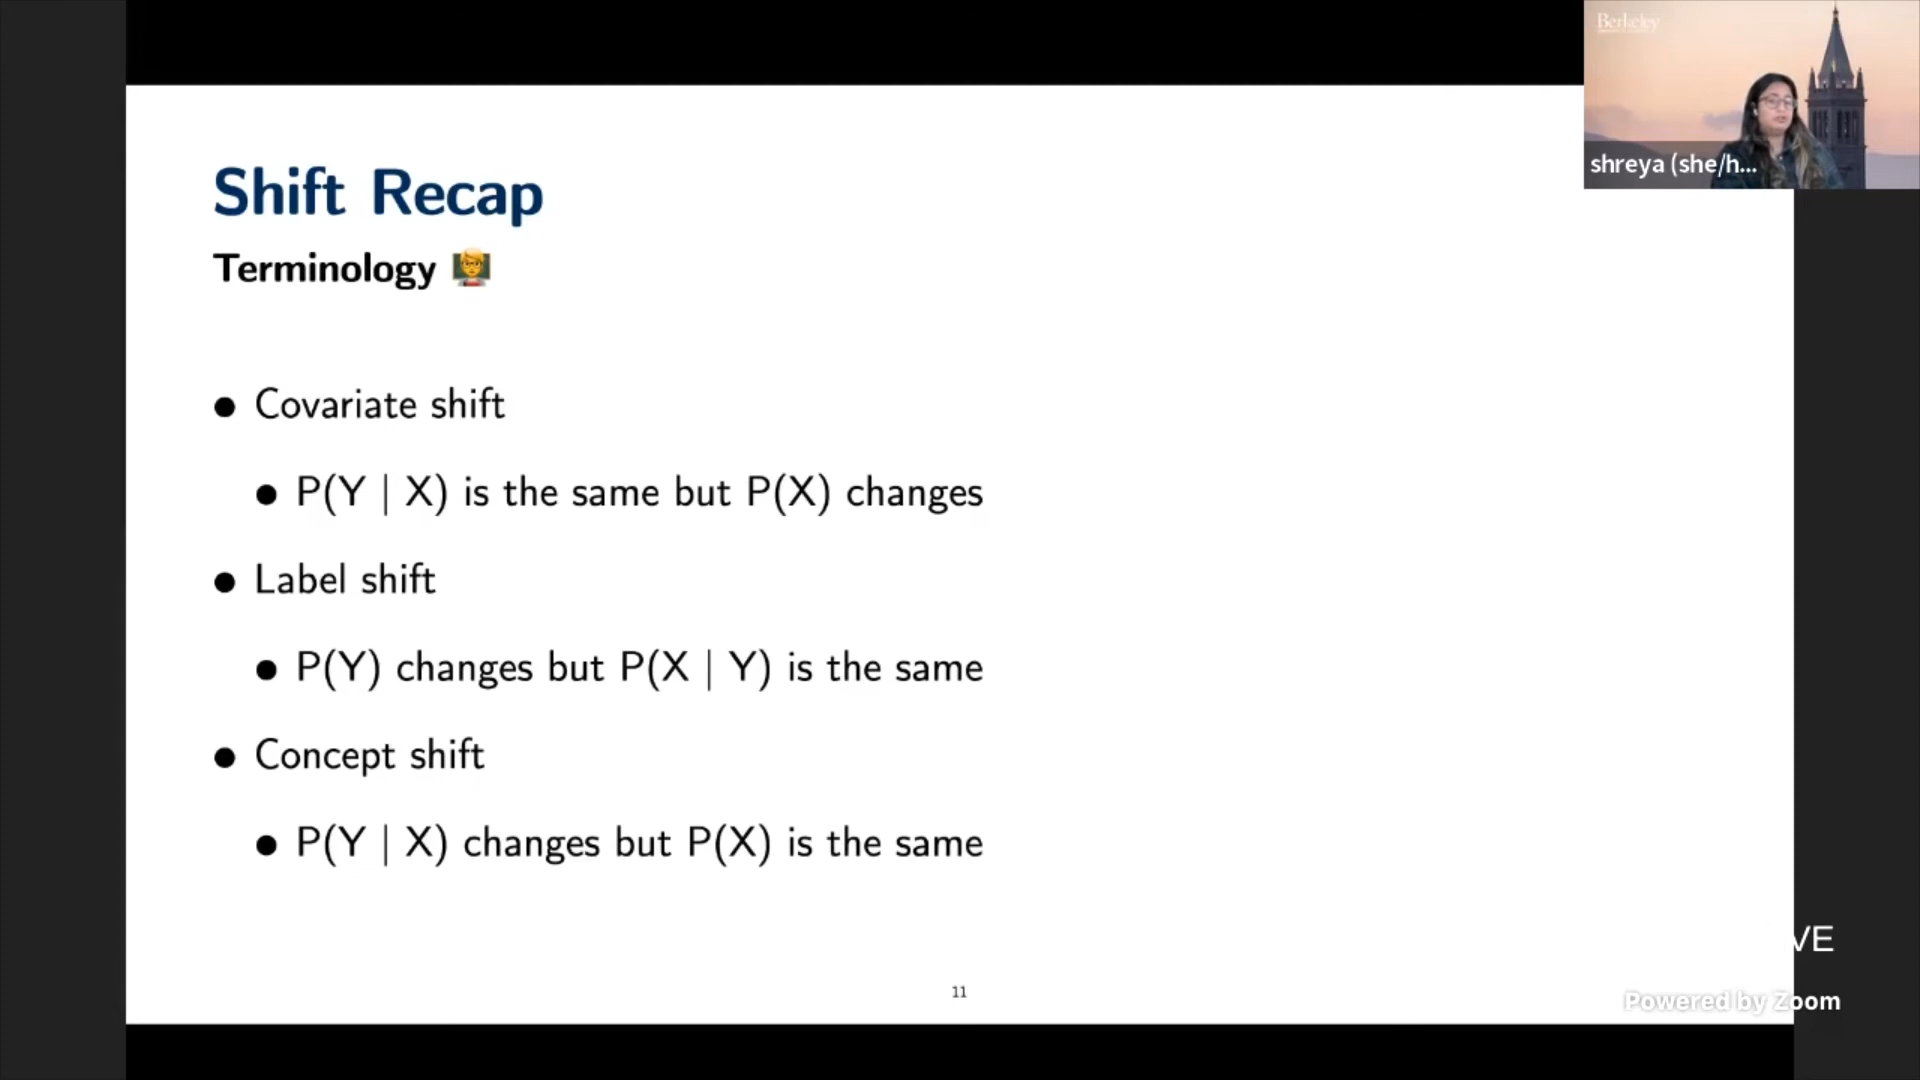 Berkeley
shreya (she/h...
Shift Recap
Terminology
● Covariate shift
● P(Y | X) is the same but P(X) changes
● Label shift
● P(Y) changes but P(X | Y) is the same
● Concept shift
● P(Y | X) changes but P(X) is the same
11
VE
Powered by Zoom